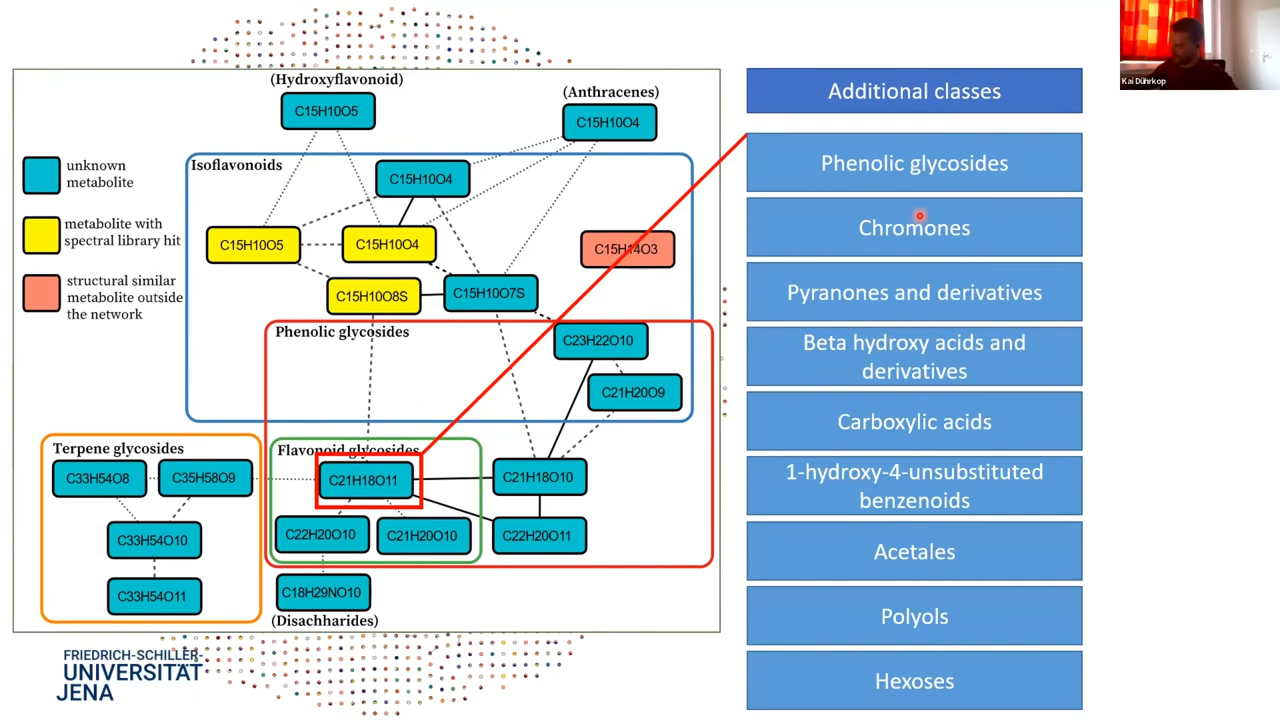 (Hydroxyflavonoid)
C15H10O5
(Anthracenes)
C15H10O4
unknown
metabolite
metabolite with
spectral library hit
structural similar
metabolite outside
the network
Isoflavonoids
C15H10O4
C15H10O5
C15H10O4
C15H14O3
C15H10O8S
C15H10O7S
Phenolic glycosides
C23H22O10
C21H20O9
Terpene glycosides
C33H54O8
C35H58O9
C33H54O10
C33H54O11
Flavonoid glycosides
C21H18O11
C21H18O10
C22H20O10
C21H20O10
C22H20O11
C18H29NO10
(Disachharides)
FRIEDRICH-SCHILLER-
UNIVERSITÄT
JENA
Additional classes
Phenolic glycosides
Chromones
Pyranones and derivatives
Beta hydroxy acids and
derivatives
Carboxylic acids
1-hydroxy-4-unsubstituted
benzenoids
Acetales
Polyols
Hexoses
Kai Dührkop